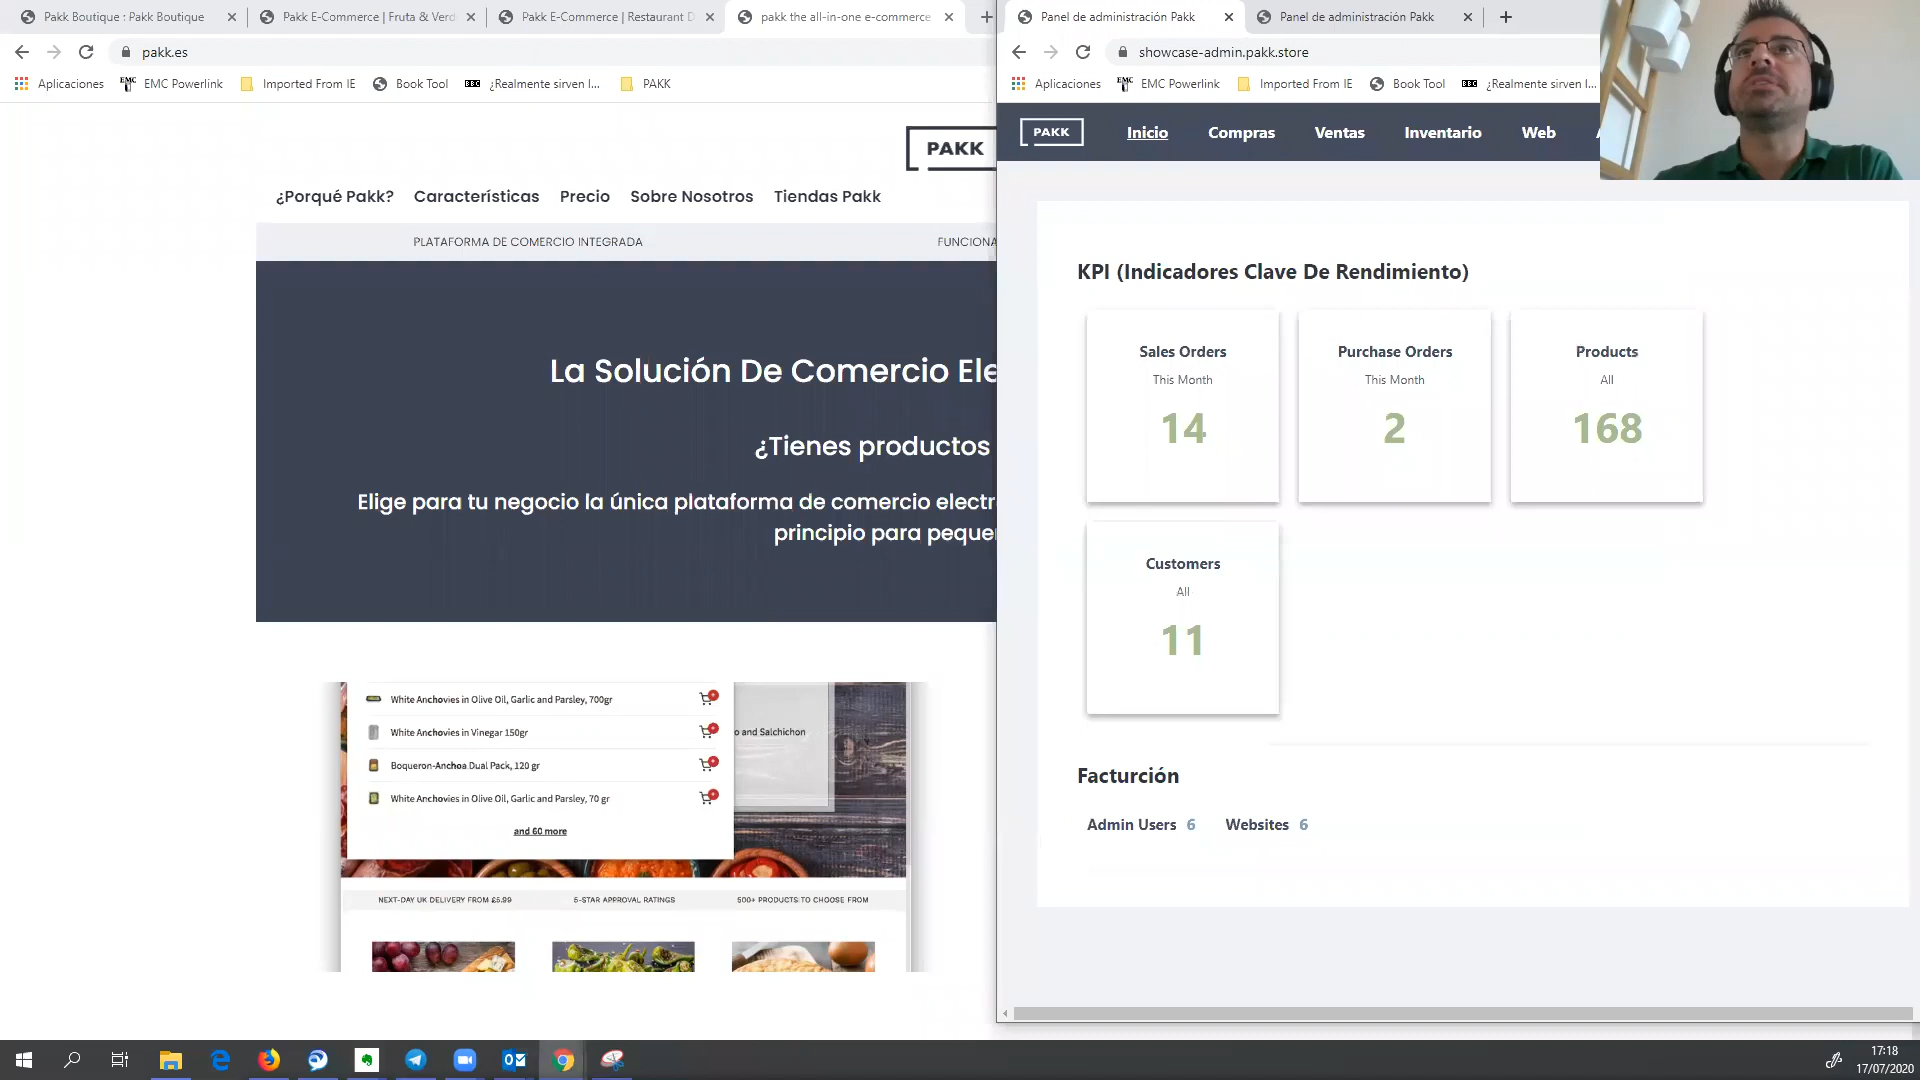 Pakk Boutique : Pakk Boutique
Pakk E-Commerce | Fruta & Verd
Pakk E-Commerce | Restaurant D
pakk the all-in-one e-commerce
pakk.es
Aplicaciones
EMC Powerlink
Imported From IE
Book Tool
BBC
¿Realmente sirven l...
PAKK
PAKK
¿Porqué Pakk?
Características
Precio
Sobre Nosotros
Tiendas Pakk
PLATAFORMA DE COMERCIO INTEGRADA
FUNCIONA
La Solución De Comercio Ele
¿Tienes productos
Elige para tu negocio la única plataforma de comercio electr
principio para peque
White Anchovies in Olive Oil, Garlic and Parsley, 700gr
White Anchovies in Vinegar 150gr
Boqueron-Anchoa Dual Pack, 120 gr
White Anchovies in Olive Oil, Garlic and Parsley, 70 gr
and 60 more
o and Salchichon
NEXT-DAY UK DELIVERY FROM £6.99
5-STAR APPROVAL RATINGS
500+ PRODUCTS TO CHOOSE FROM
Panel de administración Pakk
Panel de administración Pakk
showcase-admin.pakk.store
Aplicaciones
EMC Powerlink
Imported From IE
Book Tool
BBC
¿Realmente sirven l...
PAKK
Inicio
Compras
Ventas
Inventario
Web
KPI (Indicadores Clave De Rendimiento)
Sales Orders
This Month
14
Purchase Orders
This Month
2
Products
All
168
Customers
All
11
Facturción
Admin Users 6
Websites 6
17:18
17/07/2020